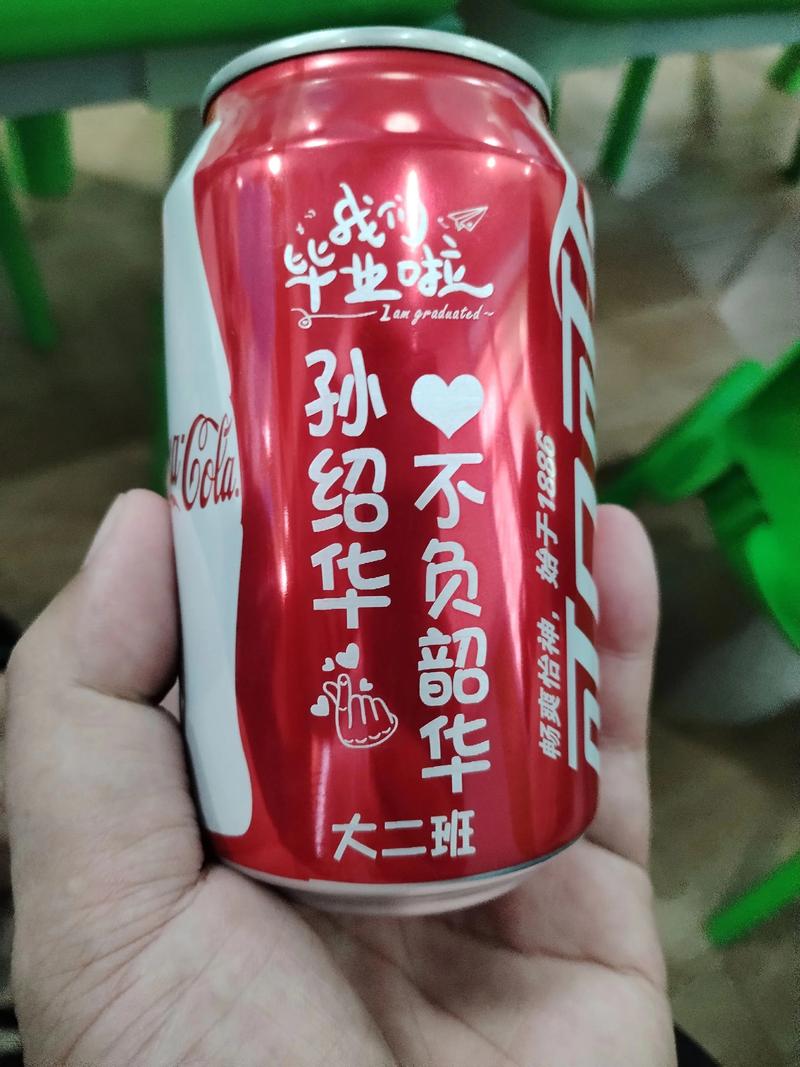 我们
毕业啦
I am graduated~
孙绍华
不负韶华
大二班
Cola
畅爽怡神，始于1886